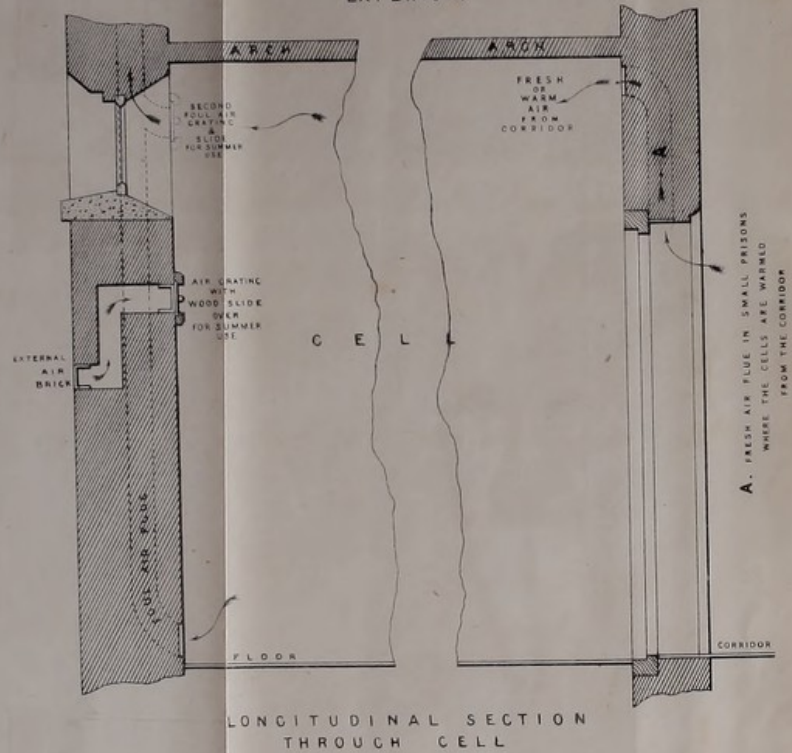 ARCH
ARCH
SECOND
FOUL AIR
GRATING
&
SLIDE
FOR SUMMER
USE
FRESH
OR
WARM
AIR
FROM
CORRIDOR
A
AIR GRATING
WITH
WOOD SLIDE
OVER
FOR SUMMER
USE
EXTERNAL
AIR
BRICK
CELL
A. FRESH AIR FLUE IN SMALL PRISONS
WHERE THE CELLS ARE WARMED
FROM THE CORRIDOR
FOUL AIR FLUE
FLOOR
CORRIDOR
LONGITUDINAL SECTION
THROUGH CELL